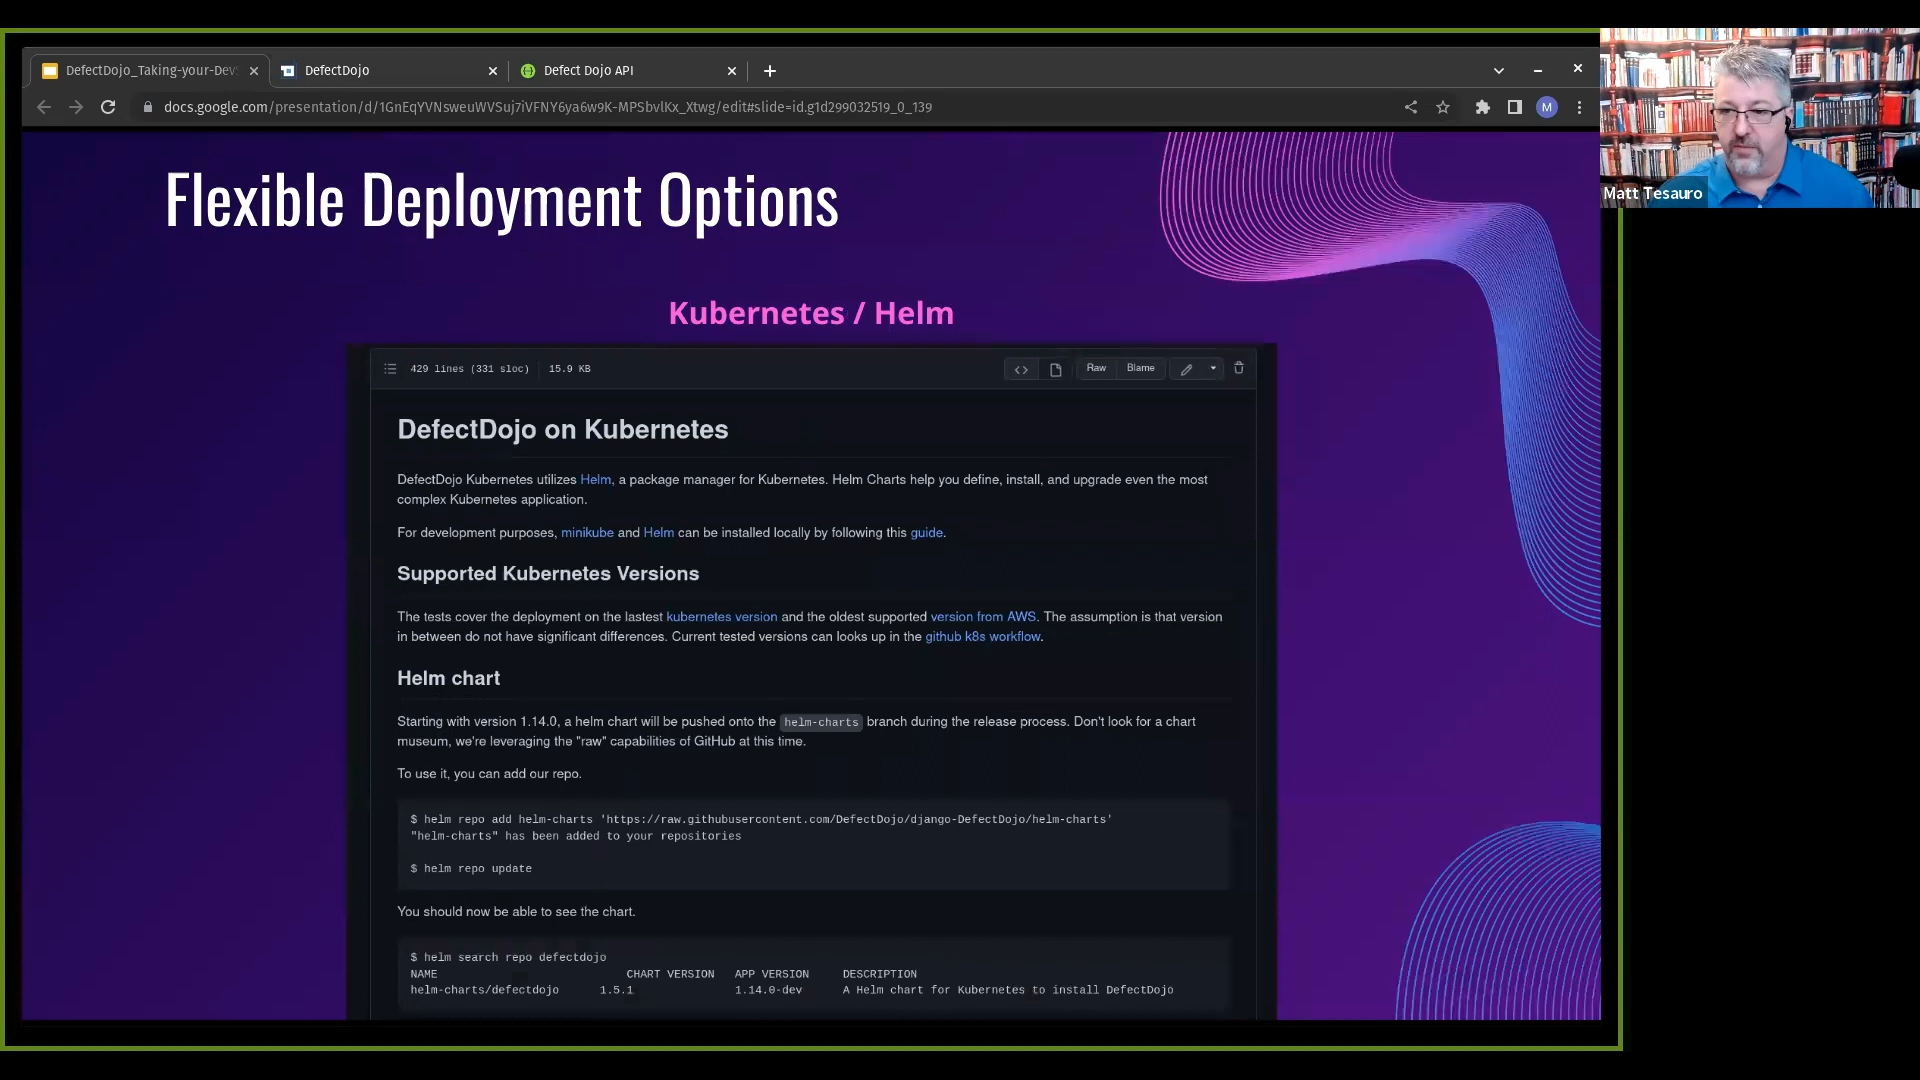 DefectDojo_Taking-your-Dev
DefectDojo
Defect Dojo API
docs.google.com/presentation/d/1GnEqYVNsweuWVSuj7iVFNY6ya6w9K-MPSbvlKx_Xtwg/edit#slide=id.g1d299032519_0_139
M
Matt Tesauro
Flexible Deployment Options
Kubernetes / Helm
429 lines (331 sloc) 15.9 KB
Raw Blame
DefectDojo on Kubernetes
DefectDojo Kubernetes utilizes Helm, a package manager for Kubernetes. Helm Charts help you define, install, and upgrade even the most
complex Kubernetes application.
For development purposes, minikube and Helm can be installed locally by following this guide.
Supported Kubernetes Versions
The tests cover the deployment on the lastest kubernetes version and the oldest supported version from AWS. The assumption is that version
in between do not have significant differences. Current tested versions can looks up in the github k8s workflow.
Helm chart
Starting with version 1.14.0, a helm chart will be pushed onto the helm-charts branch during the release process. Don't look for a chart
museum, we're leveraging the "raw" capabilities of GitHub at this time.
To use it, you can add our repo.
$ helm repo add helm-charts 'https://raw.githubusercontent.com/DefectDojo/django-DefectDojo/helm-charts'
"helm-charts" has been added to your repositories
$ helm repo update
You should now be able to see the chart.
$ helm search repo defectdojo
NAME CHART VERSION APP VERSION DESCRIPTION
helm-charts/defectdojo 1.5.1 1.14.0-dev A Helm chart for Kubernetes to install DefectDojo